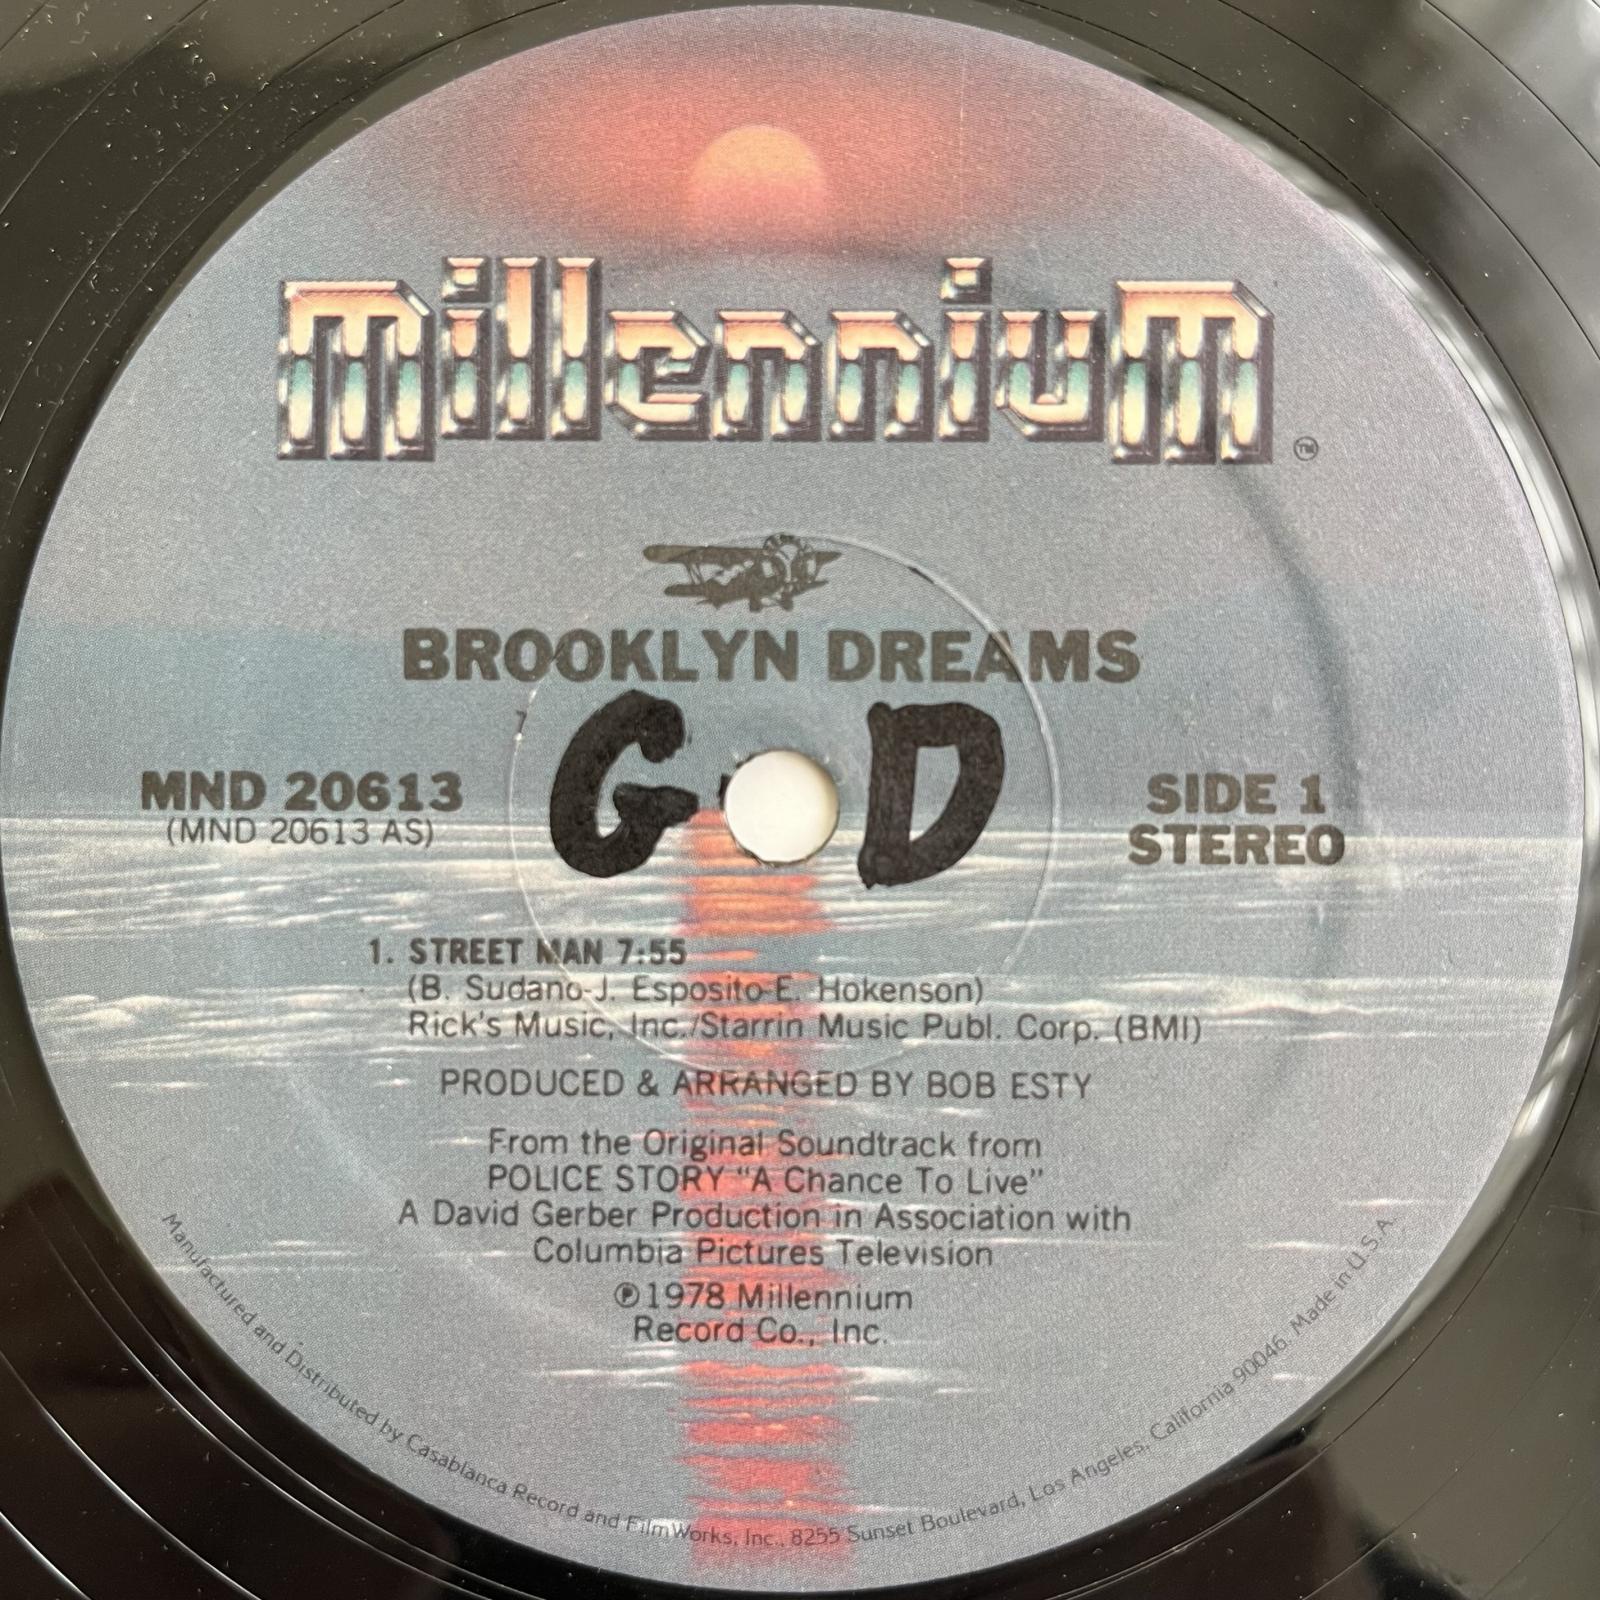 millennium
TM
BROOKLYN DREAMS
G-D
MND 20613
(MND 20613 AS)
SIDE 1
STEREO
1. STREET MAN 7:55
(B. Sudano-J. Esposito-E. Hokenson)
Rick's Music, Inc./Starrin Music Publ. Corp. (BMI)
PRODUCED & ARRANGED BY BOB ESTY
From the Original Soundtrack from
POLICE STORY "A Chance To Live"
A David Gerber Production in Association with
Columbia Pictures Television
℗1978 Millennium
Record Co., Inc.
Manufactured and Distributed by Casablanca Record and FilmWorks, Inc., 8255 Sunset Boulevard, Los Angeles, California 90046. Made in U.S.A.